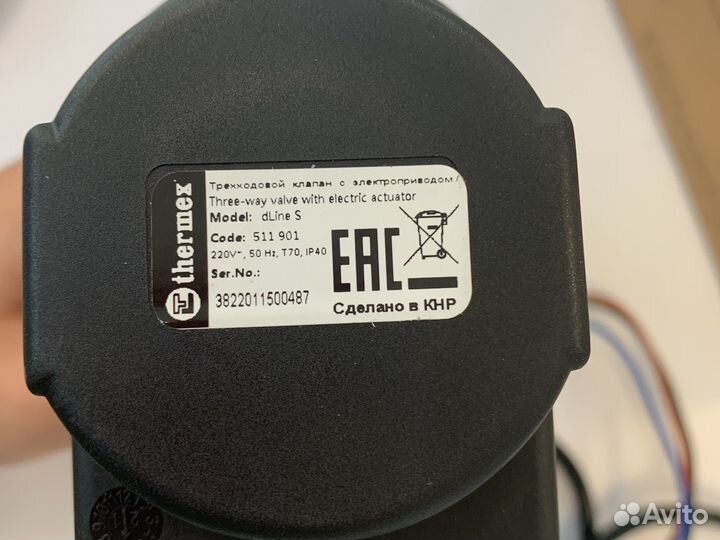 thermex
Трехходовой клапан с электроприводом /
Three-way valve with electric actuator
Model: dLine S
Code: 511 901
220V~, 50 Hz, T70, IP40
Ser.No.:
3822011500487
EAC
Сделано в КНР
Avito